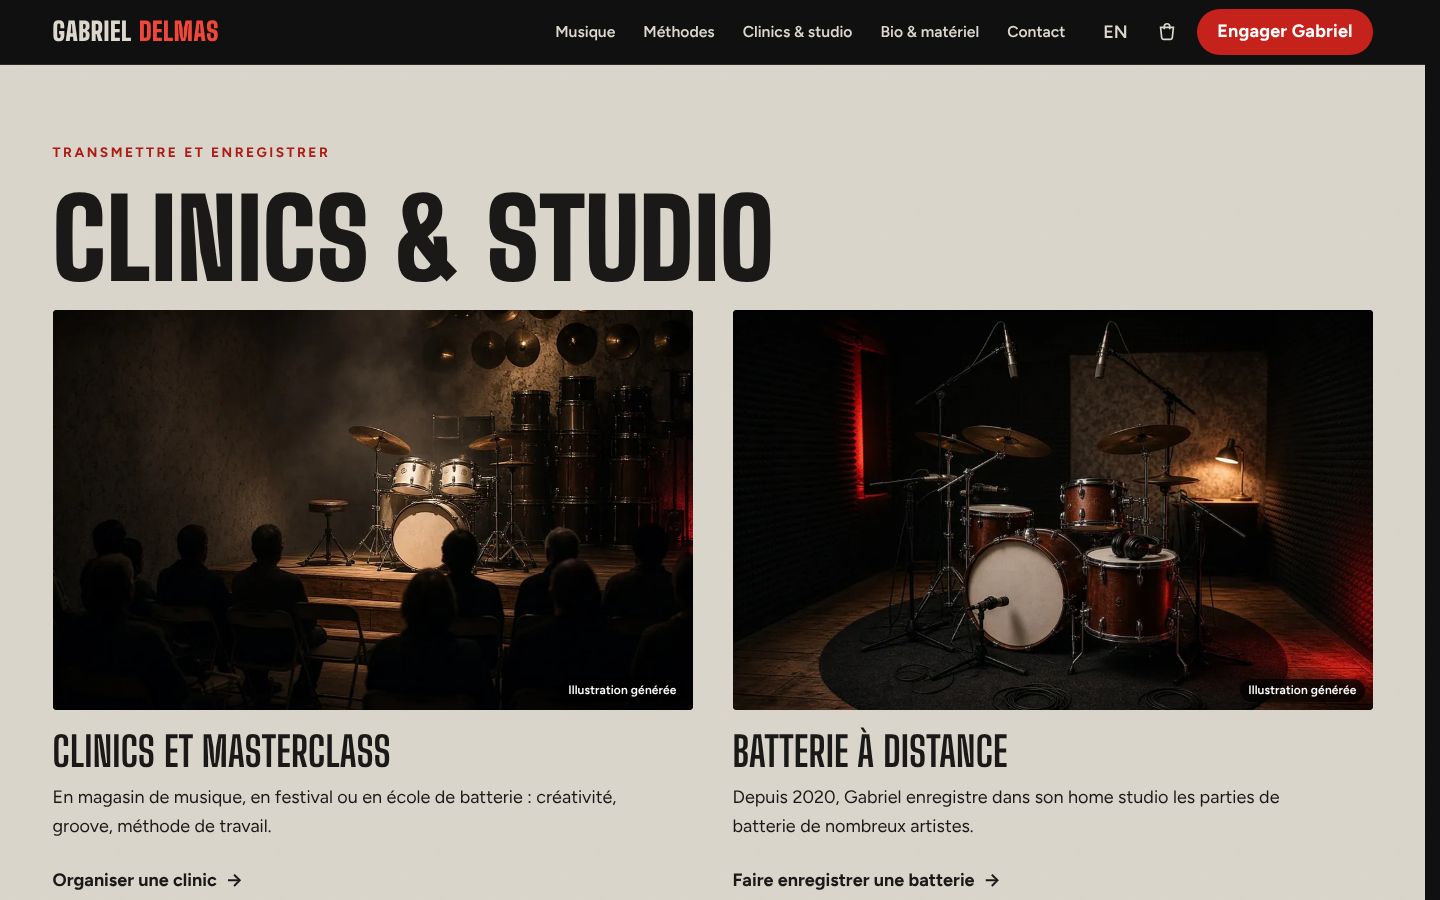 GABRIEL DELMAS
Musique
Méthodes
Clinics & studio
Bio & matériel
Contact
EN
Engager Gabriel
TRANSMETTRE ET ENREGISTRER
CLINICS & STUDIO
Illustration générée
CLINICS ET MASTERCLASS
En magasin de musique, en festival ou en école de batterie : créativité,
groove, méthode de travail.
Organiser une clinic →
Illustration générée
BATTERIE À DISTANCE
Depuis 2020, Gabriel enregistre dans son home studio les parties de
batterie de nombreux artistes.
Faire enregistrer une batterie →